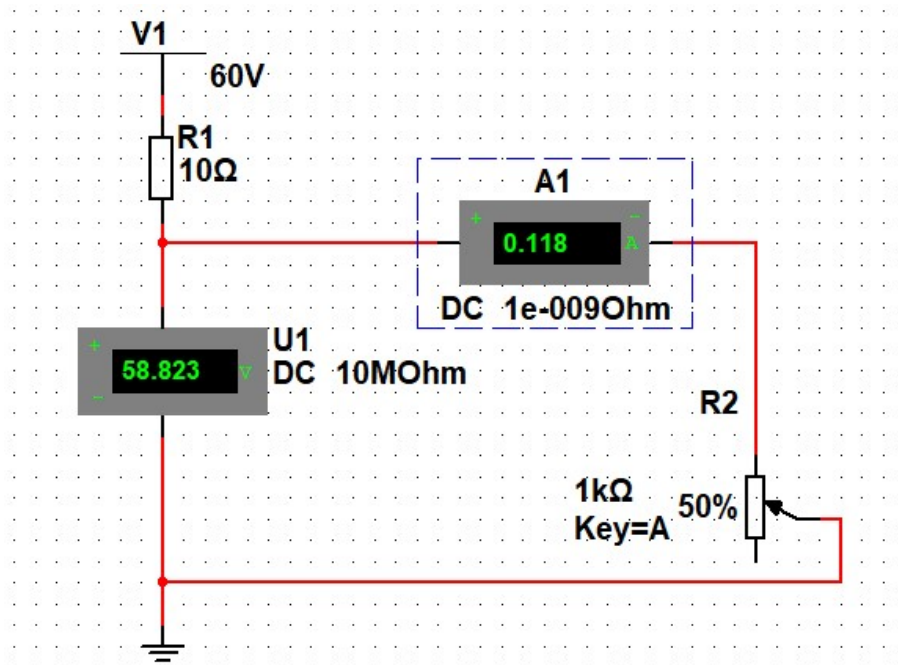 V1
60V
R1
10Ω
A1
+ -
0.118 A
DC 1e-009Ohm
U1
+
58.823 V
-
DC 10MOhm
R2
1kΩ
50%
Key=A